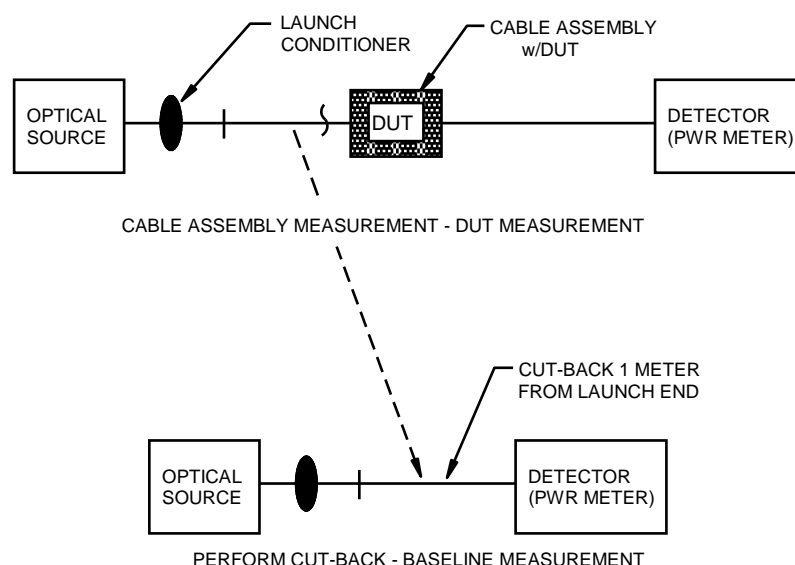 LAUNCH
CONDITIONER
CABLE ASSEMBLY
w/DUT
OPTICAL
SOURCE
DUT
DETECTOR
(PWR METER)
CABLE ASSEMBLY MEASUREMENT - DUT MEASUREMENT
CUT-BACK 1 METER
FROM LAUNCH END
OPTICAL
SOURCE
DETECTOR
(PWR METER)
PERFORM CUT-BACK - BASELINE MEASUREMENT